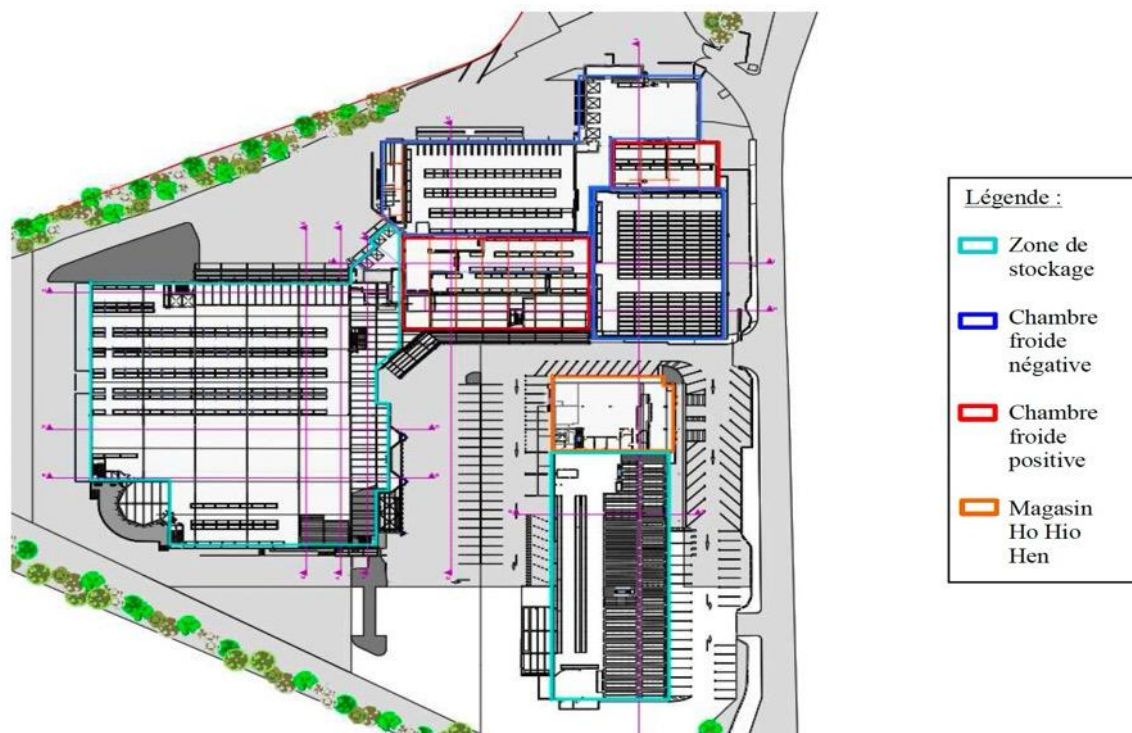 Légende :
Zone de
stockage
Chambre
froide
négative
Chambre
froide
positive
Magasin
Ho Hio
Hen